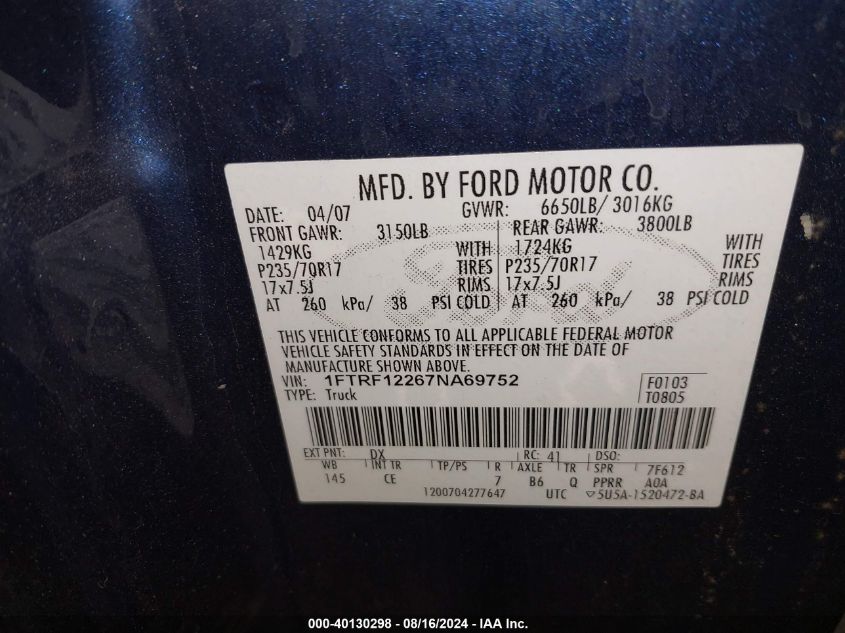 MFD. BY FORD MOTOR CO.
DATE: 04/07 GVWR: 6650LB/ 3016KG
FRONT GAWR: 3150LB REAR GAWR: 3800LB
1429KG WITH 1724KG WITH
P235/70R17 TIRES P235/70R17 TIRES
17x7.5J RIMS 17x7.5J RIMS
AT 260 kPa/ 38 PSI COLD AT 260 kPa/ 38 PSI COLD
Ford
THIS VEHICLE CONFORMS TO ALL APPLICABLE FEDERAL MOTOR
VEHICLE SAFETY STANDARDS IN EFFECT ON THE DATE OF
MANUFACTURE SHOWN ABOVE.
VIN: 1FTRF12267NA69752 F0103
TYPE: Truck T0805
EXT PNT: DX RC: 41 DSO:
WB INT TR TP/PS R AXLE TR SPR 7F612
145 CE 7 B6 Q PPRR A0A
1200704277647 UTC ▽5U5A-1520472-BA
000-40130298 - 08/16/2024 - IAA Inc.